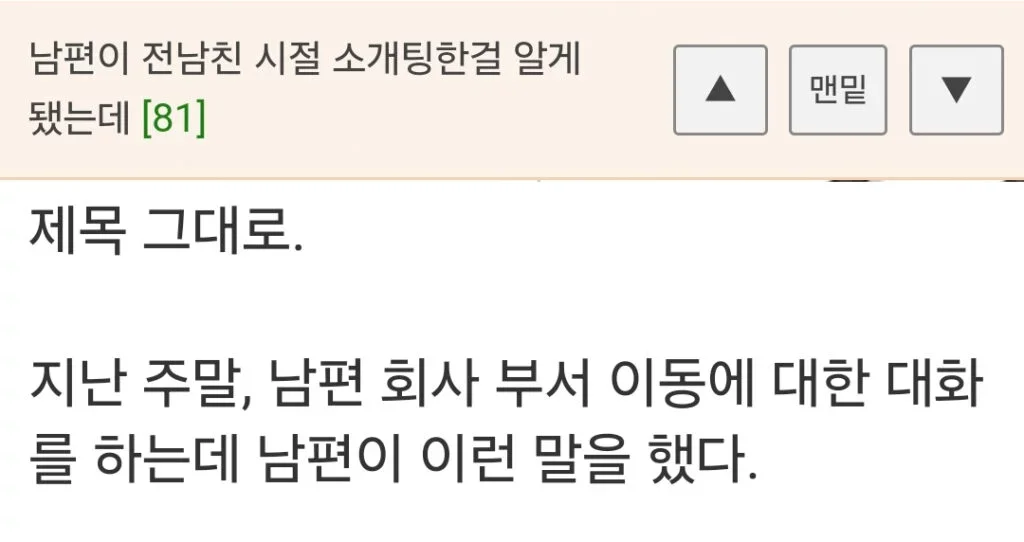 남편이 전남친 시절 소개팅한걸 알게
됐는데 [81]
▲ 맨밑 ▼
제목 그대로.
지난 주말, 남편 회사 부서 이동에 대한 대화
를 하는데 남편이 이런 말을 했다.